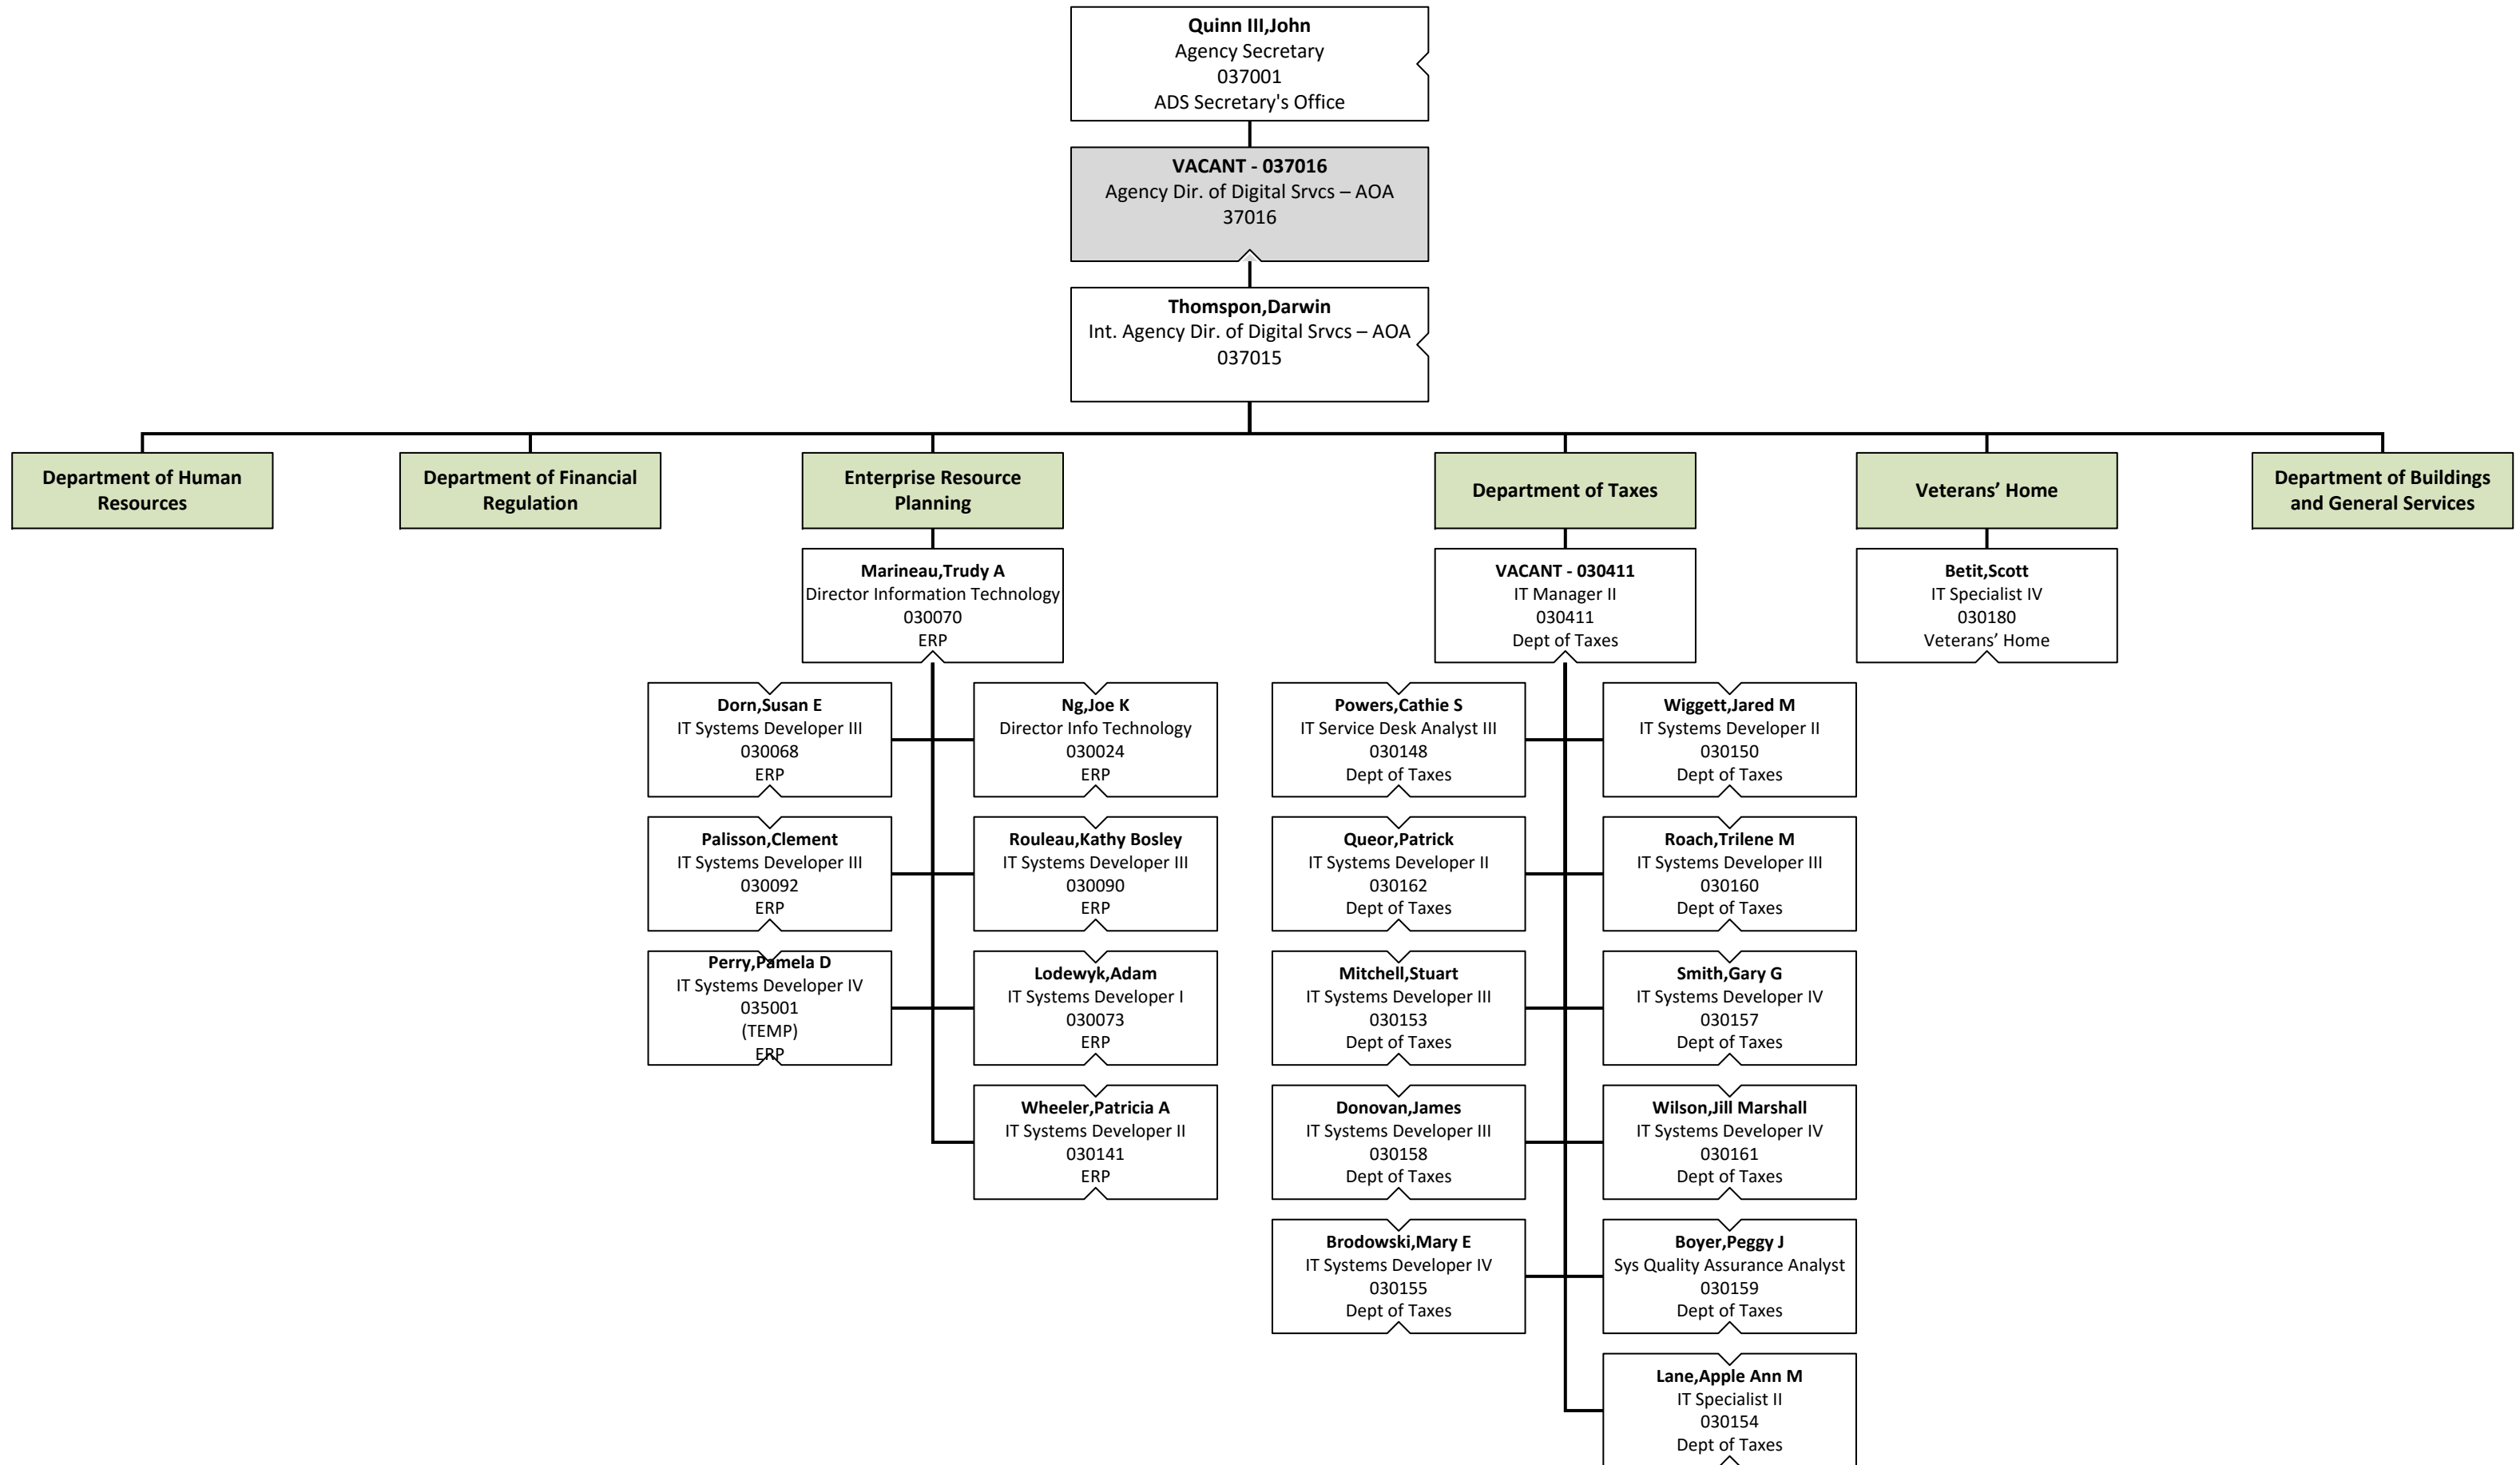 Quinn III,John
Agency Secretary
037001
ADS Secretary's Office
VACANT - 037016
Agency Dir. of Digital Srvcs – AOA
37016
Thomspon,Darwin
Int. Agency Dir. of Digital Srvcs – AOA
037015
Department of Human
Resources
Department of Financial
Regulation
Enterprise Resource
Planning
Department of Taxes
Veterans’ Home
Department of Buildings
and General Services
Marineau,Trudy A
Director Information Technology
030070
ERP
VACANT - 030411
IT Manager II
030411
Dept of Taxes
Betit,Scott
IT Specialist IV
030180
Veterans’ Home
Dorn,Susan E
IT Systems Developer III
030068
ERP
Ng,Joe K
Director Info Technology
030024
ERP
Powers,Cathie S
IT Service Desk Analyst III
030148
Dept of Taxes
Wiggett,Jared M
IT Systems Developer II
030150
Dept of Taxes
Palisson,Clement
IT Systems Developer III
030092
ERP
Rouleau,Kathy Bosley
IT Systems Developer III
030090
ERP
Queor,Patrick
IT Systems Developer II
030162
Dept of Taxes
Roach,Trilene M
IT Systems Developer III
030160
Dept of Taxes
Perry,Pamela D
IT Systems Developer IV
035001
(TEMP)
ERP
Lodewyk,Adam
IT Systems Developer I
030073
ERP
Mitchell,Stuart
IT Systems Developer III
030153
Dept of Taxes
Smith,Gary G
IT Systems Developer IV
030157
Dept of Taxes
Wheeler,Patricia A
IT Systems Developer II
030141
ERP
Donovan,James
IT Systems Developer III
030158
Dept of Taxes
Wilson,Jill Marshall
IT Systems Developer IV
030161
Dept of Taxes
Brodowski,Mary E
IT Systems Developer IV
030155
Dept of Taxes
Boyer,Peggy J
Sys Quality Assurance Analyst
030159
Dept of Taxes
Lane,Apple Ann M
IT Specialist II
030154
Dept of Taxes